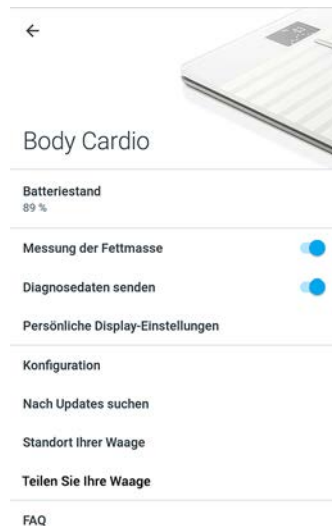 Body Cardio
Batteriestand
89 %
Messung der Fettmasse
Diagnosedaten senden
Persönliche Display-Einstellungen
Konfiguration
Nach Updates suchen
Standort Ihrer Waage
Teilen Sie Ihre Waage
FAQ